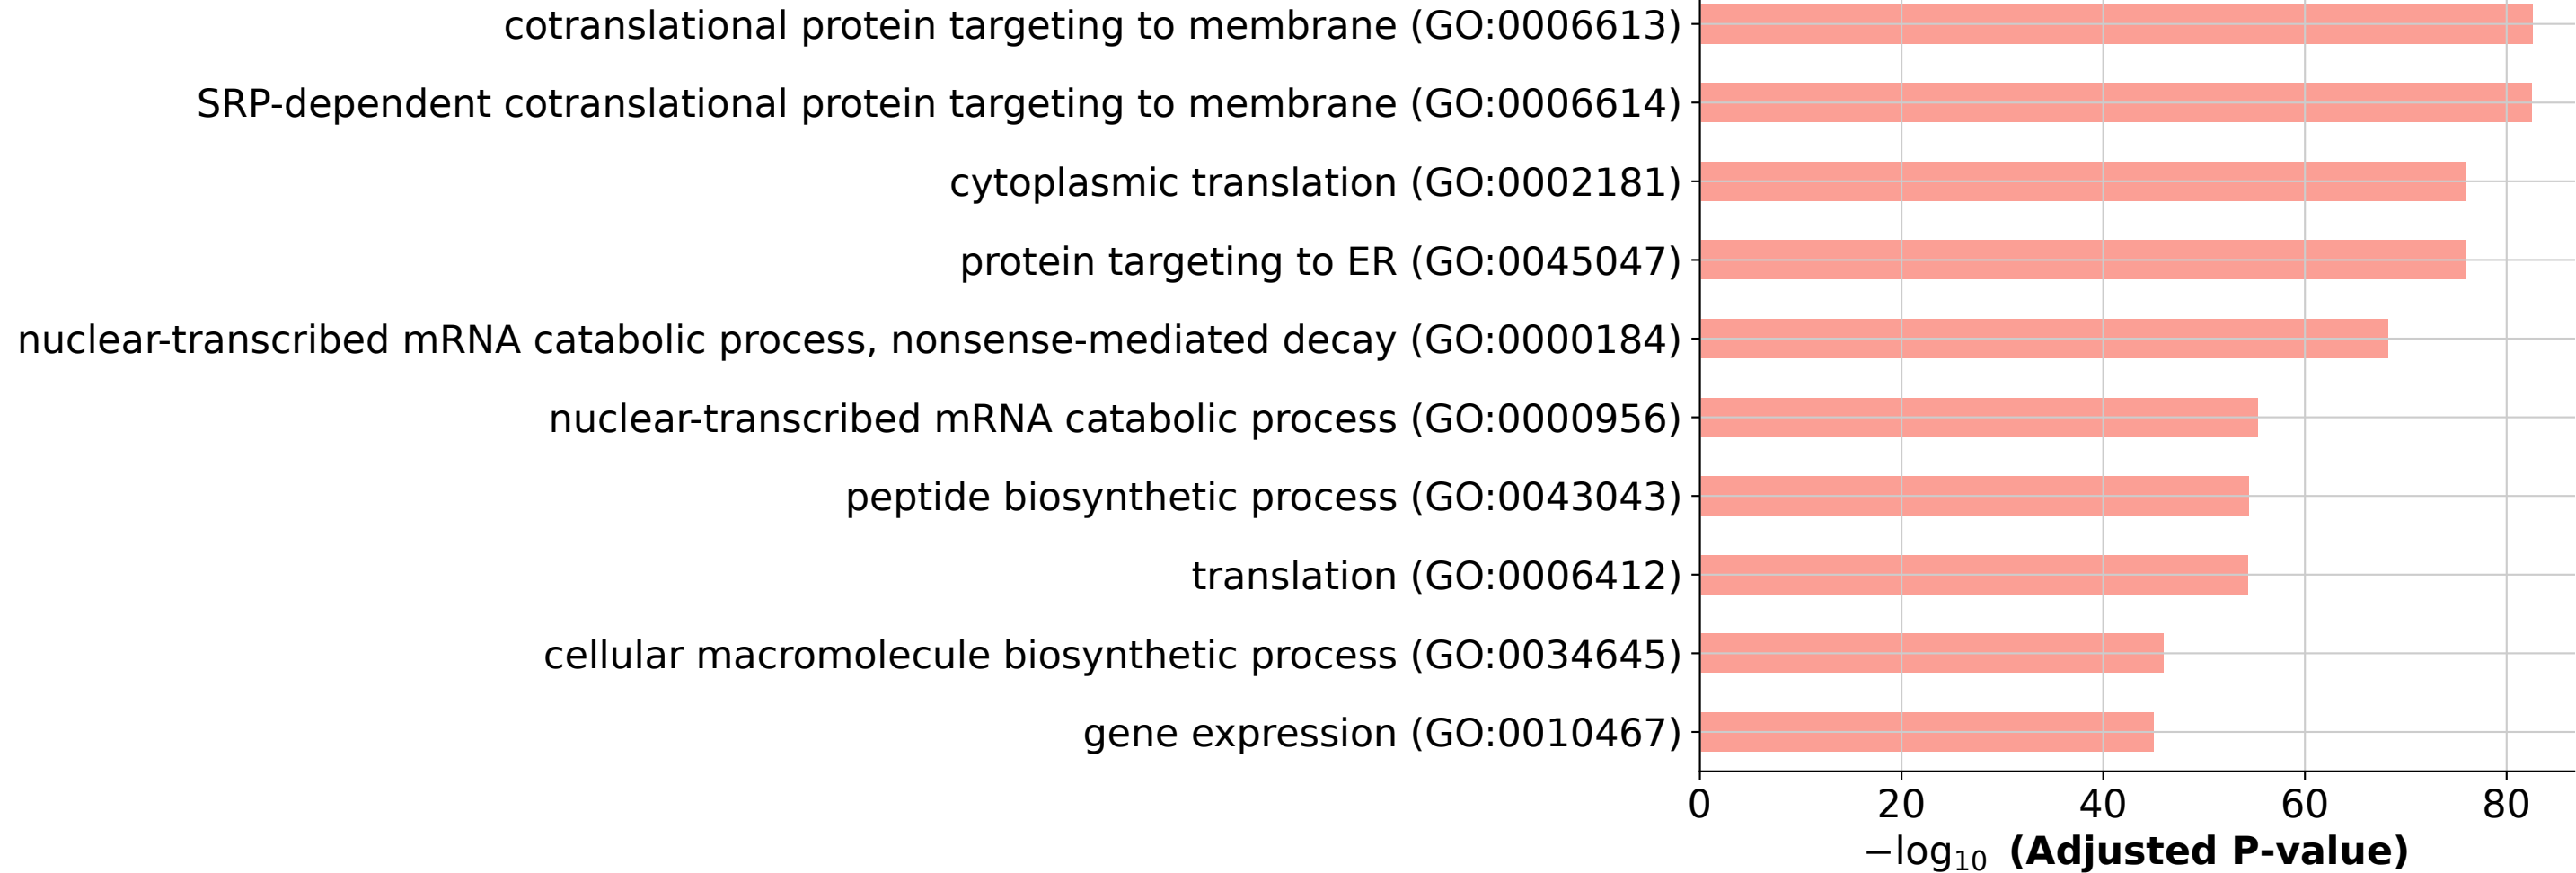 cotranslational protein targeting to membrane (GO:0006613)
SRP-dependent cotranslational protein targeting to membrane (GO:0006614)
cytoplasmic translation (GO:0002181)
protein targeting to ER (GO:0045047)
nuclear-transcribed mRNA catabolic process, nonsense-mediated decay (GO:0000184)
nuclear-transcribed mRNA catabolic process (GO:0000956)
peptide biosynthetic process (GO:0043043)
translation (GO:0006412)
cellular macromolecule biosynthetic process (GO:0034645)
gene expression (GO:0010467)
0 20 40 60 80
−log₁₀ (Adjusted P-value)